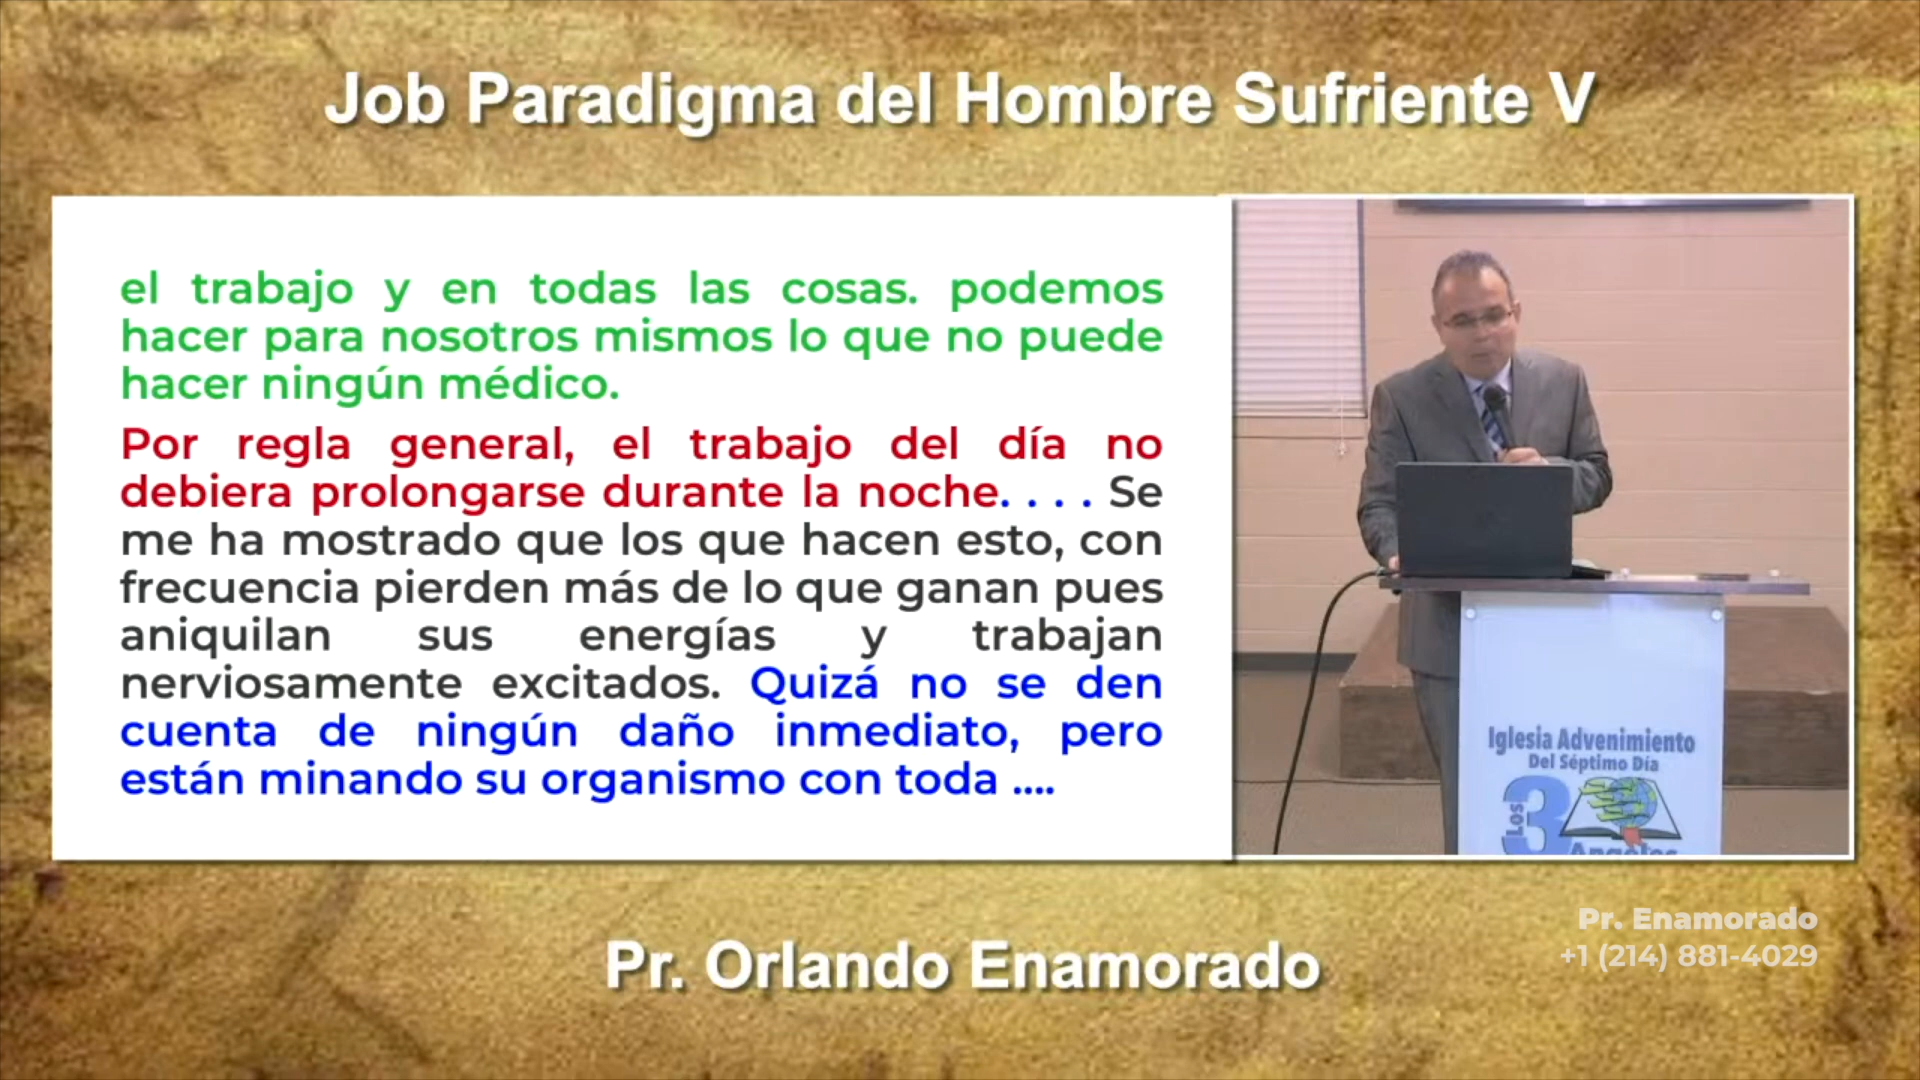 Job Paradigma del Hombre Sufriente V
el trabajo y en todas las cosas. podemos
hacer para nosotros mismos lo que no puede
hacer ningún médico.
Por regla general, el trabajo del día no
debiera prolongarse durante la noche. . . . Se
me ha mostrado que los que hacen esto, con
frecuencia pierden más de lo que ganan pues
aniquilan sus energías y trabajan
nerviosamente excitados. Quizá no se den
cuenta de ningún daño inmediato, pero
están minando su organismo con toda ....
Iglesia Advenimiento
Del Séptimo Día
Los 3
Angeles
Pr. Enamorado
+1 (214) 881-4029
Pr. Orlando Enamorado